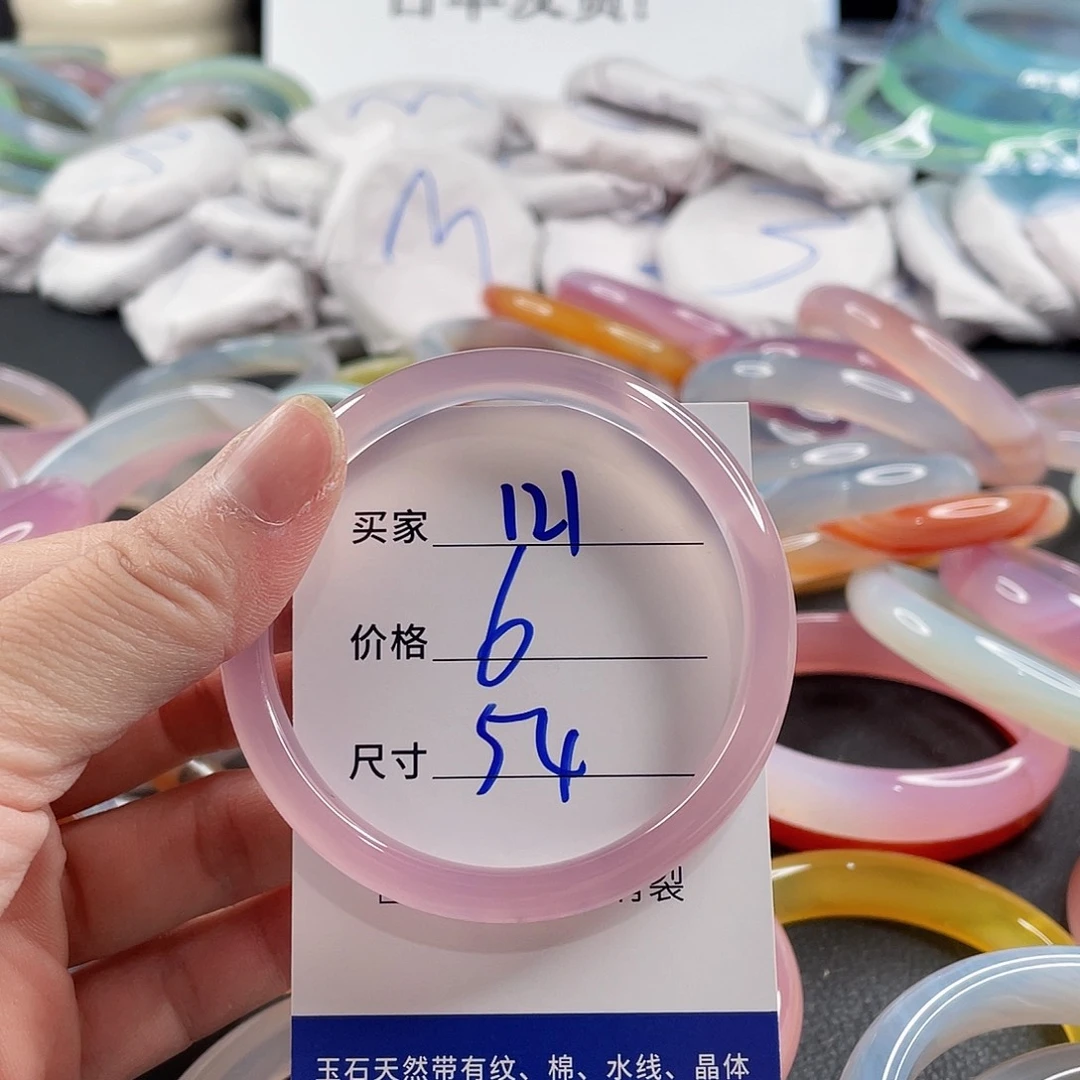 M
S
买家 121
价格 6
尺寸 54
裂
玉石天然带有纹、棉、水线、晶体